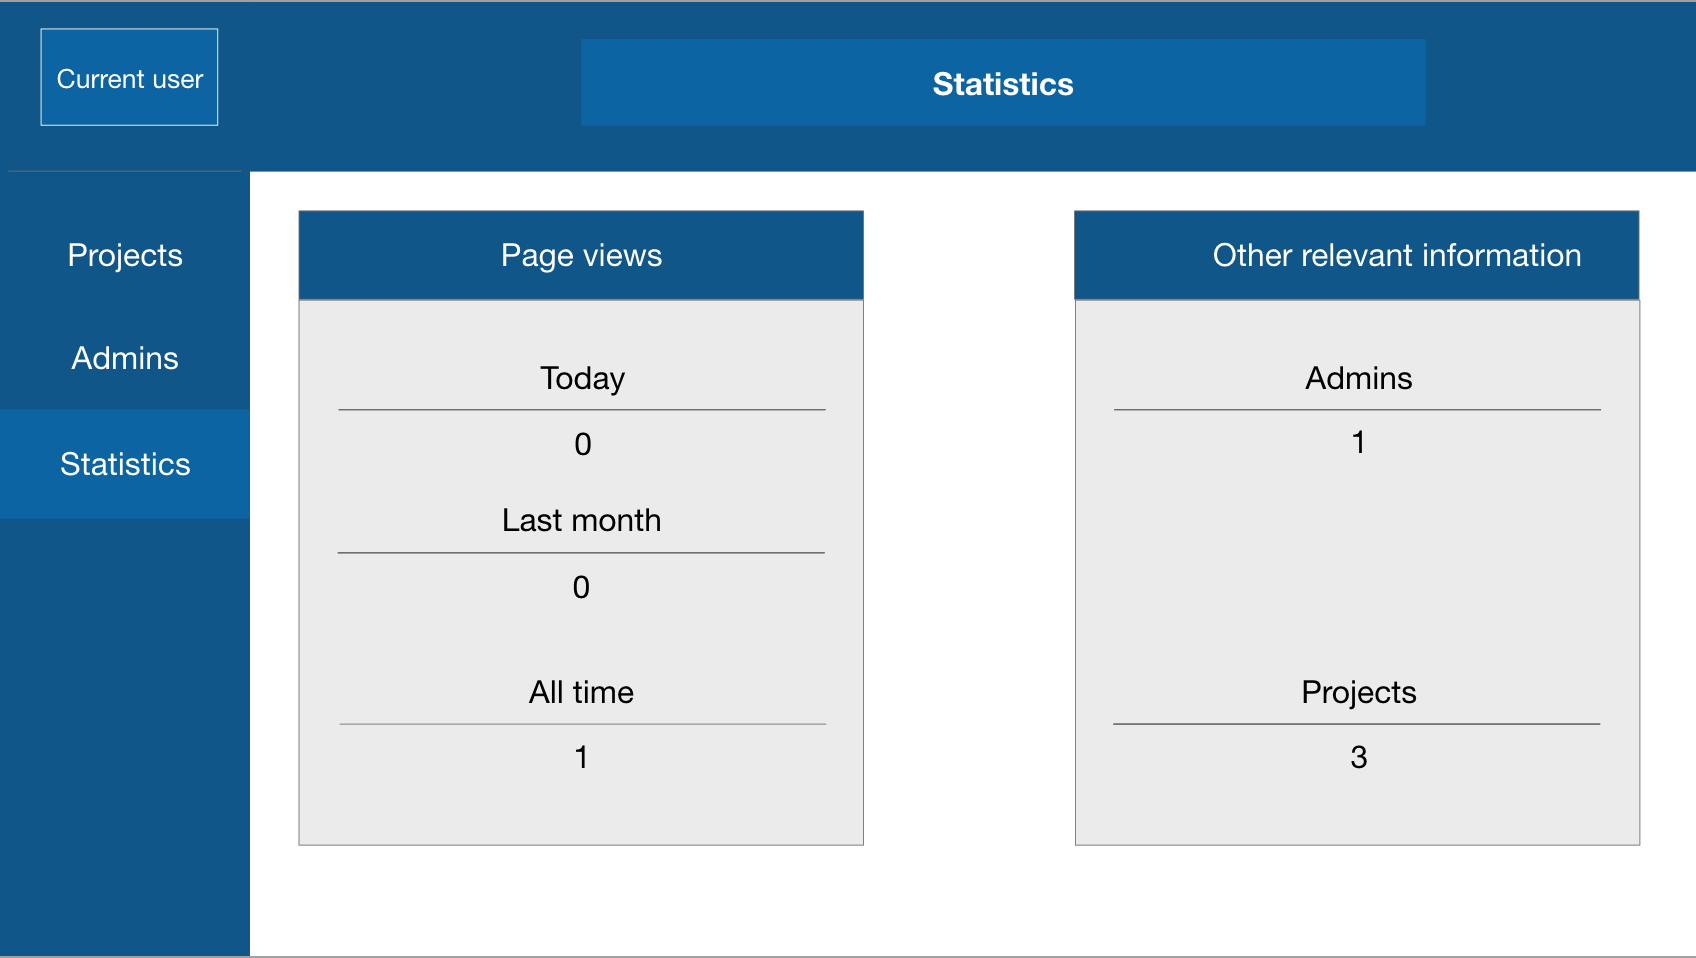 Current user
Statistics
Projects
Admins
Statistics
Page views
Today
0
Last month
0
All time
1
Other relevant information
Admins
1
Projects
3